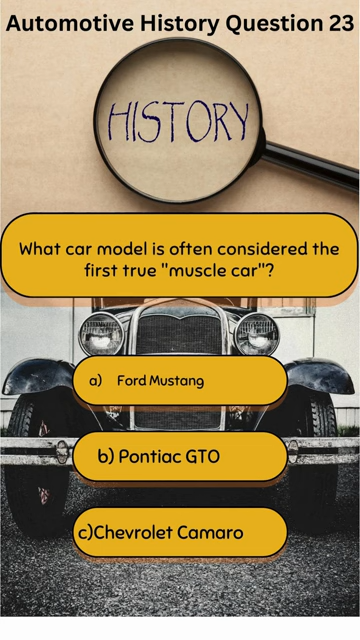 Automotive History Question 23
HISTORY
What car model is often considered the
first true "muscle car"?
a) Ford Mustang
b) Pontiac GTO
c)Chevrolet Camaro